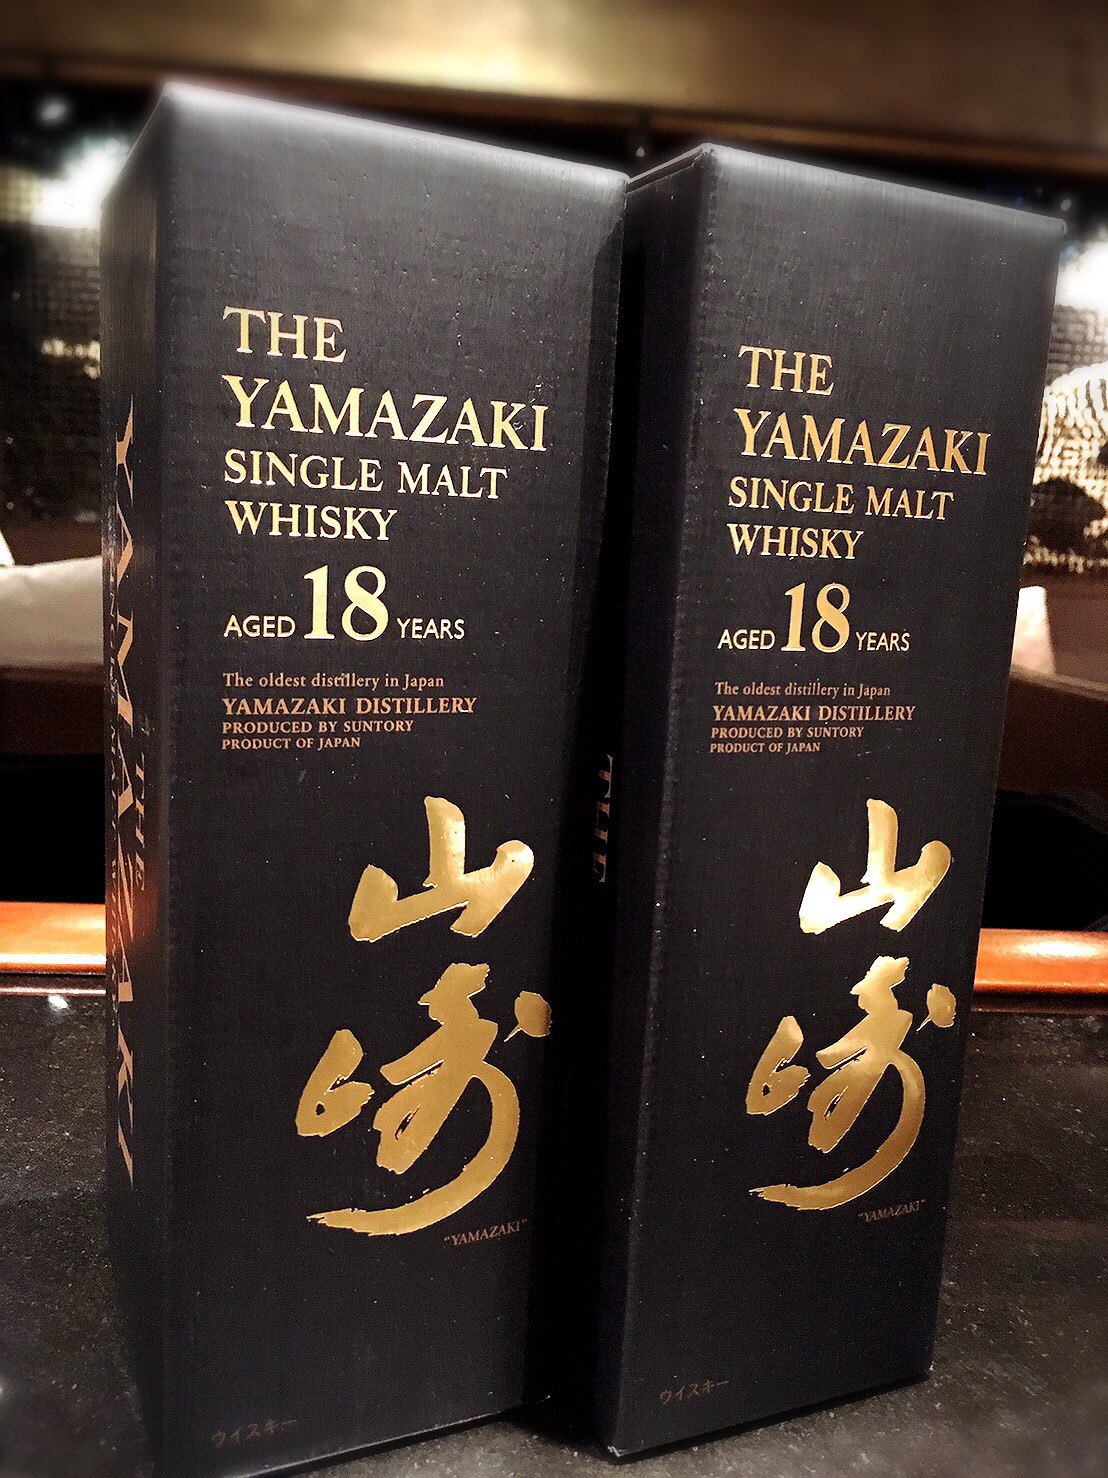 THE
YAMAZAKI
SINGLE MALT
WHISKY
AGED 18 YEARS
The oldest distillery in Japan
YAMAZAKI DISTILLERY
PRODUCED BY SUNTORY
PRODUCT OF JAPAN
山
崎
"YAMAZAKI"
ウイスキー
THE
YAMAZAKI
THE
THE
YAMAZAKI
SINGLE MALT
WHISKY
AGED 18 YEARS
The oldest distillery in Japan
YAMAZAKI DISTILLERY
PRODUCED BY SUNTORY
PRODUCT OF JAPAN
山
崎
"YAMAZAKI"
ウイスキー